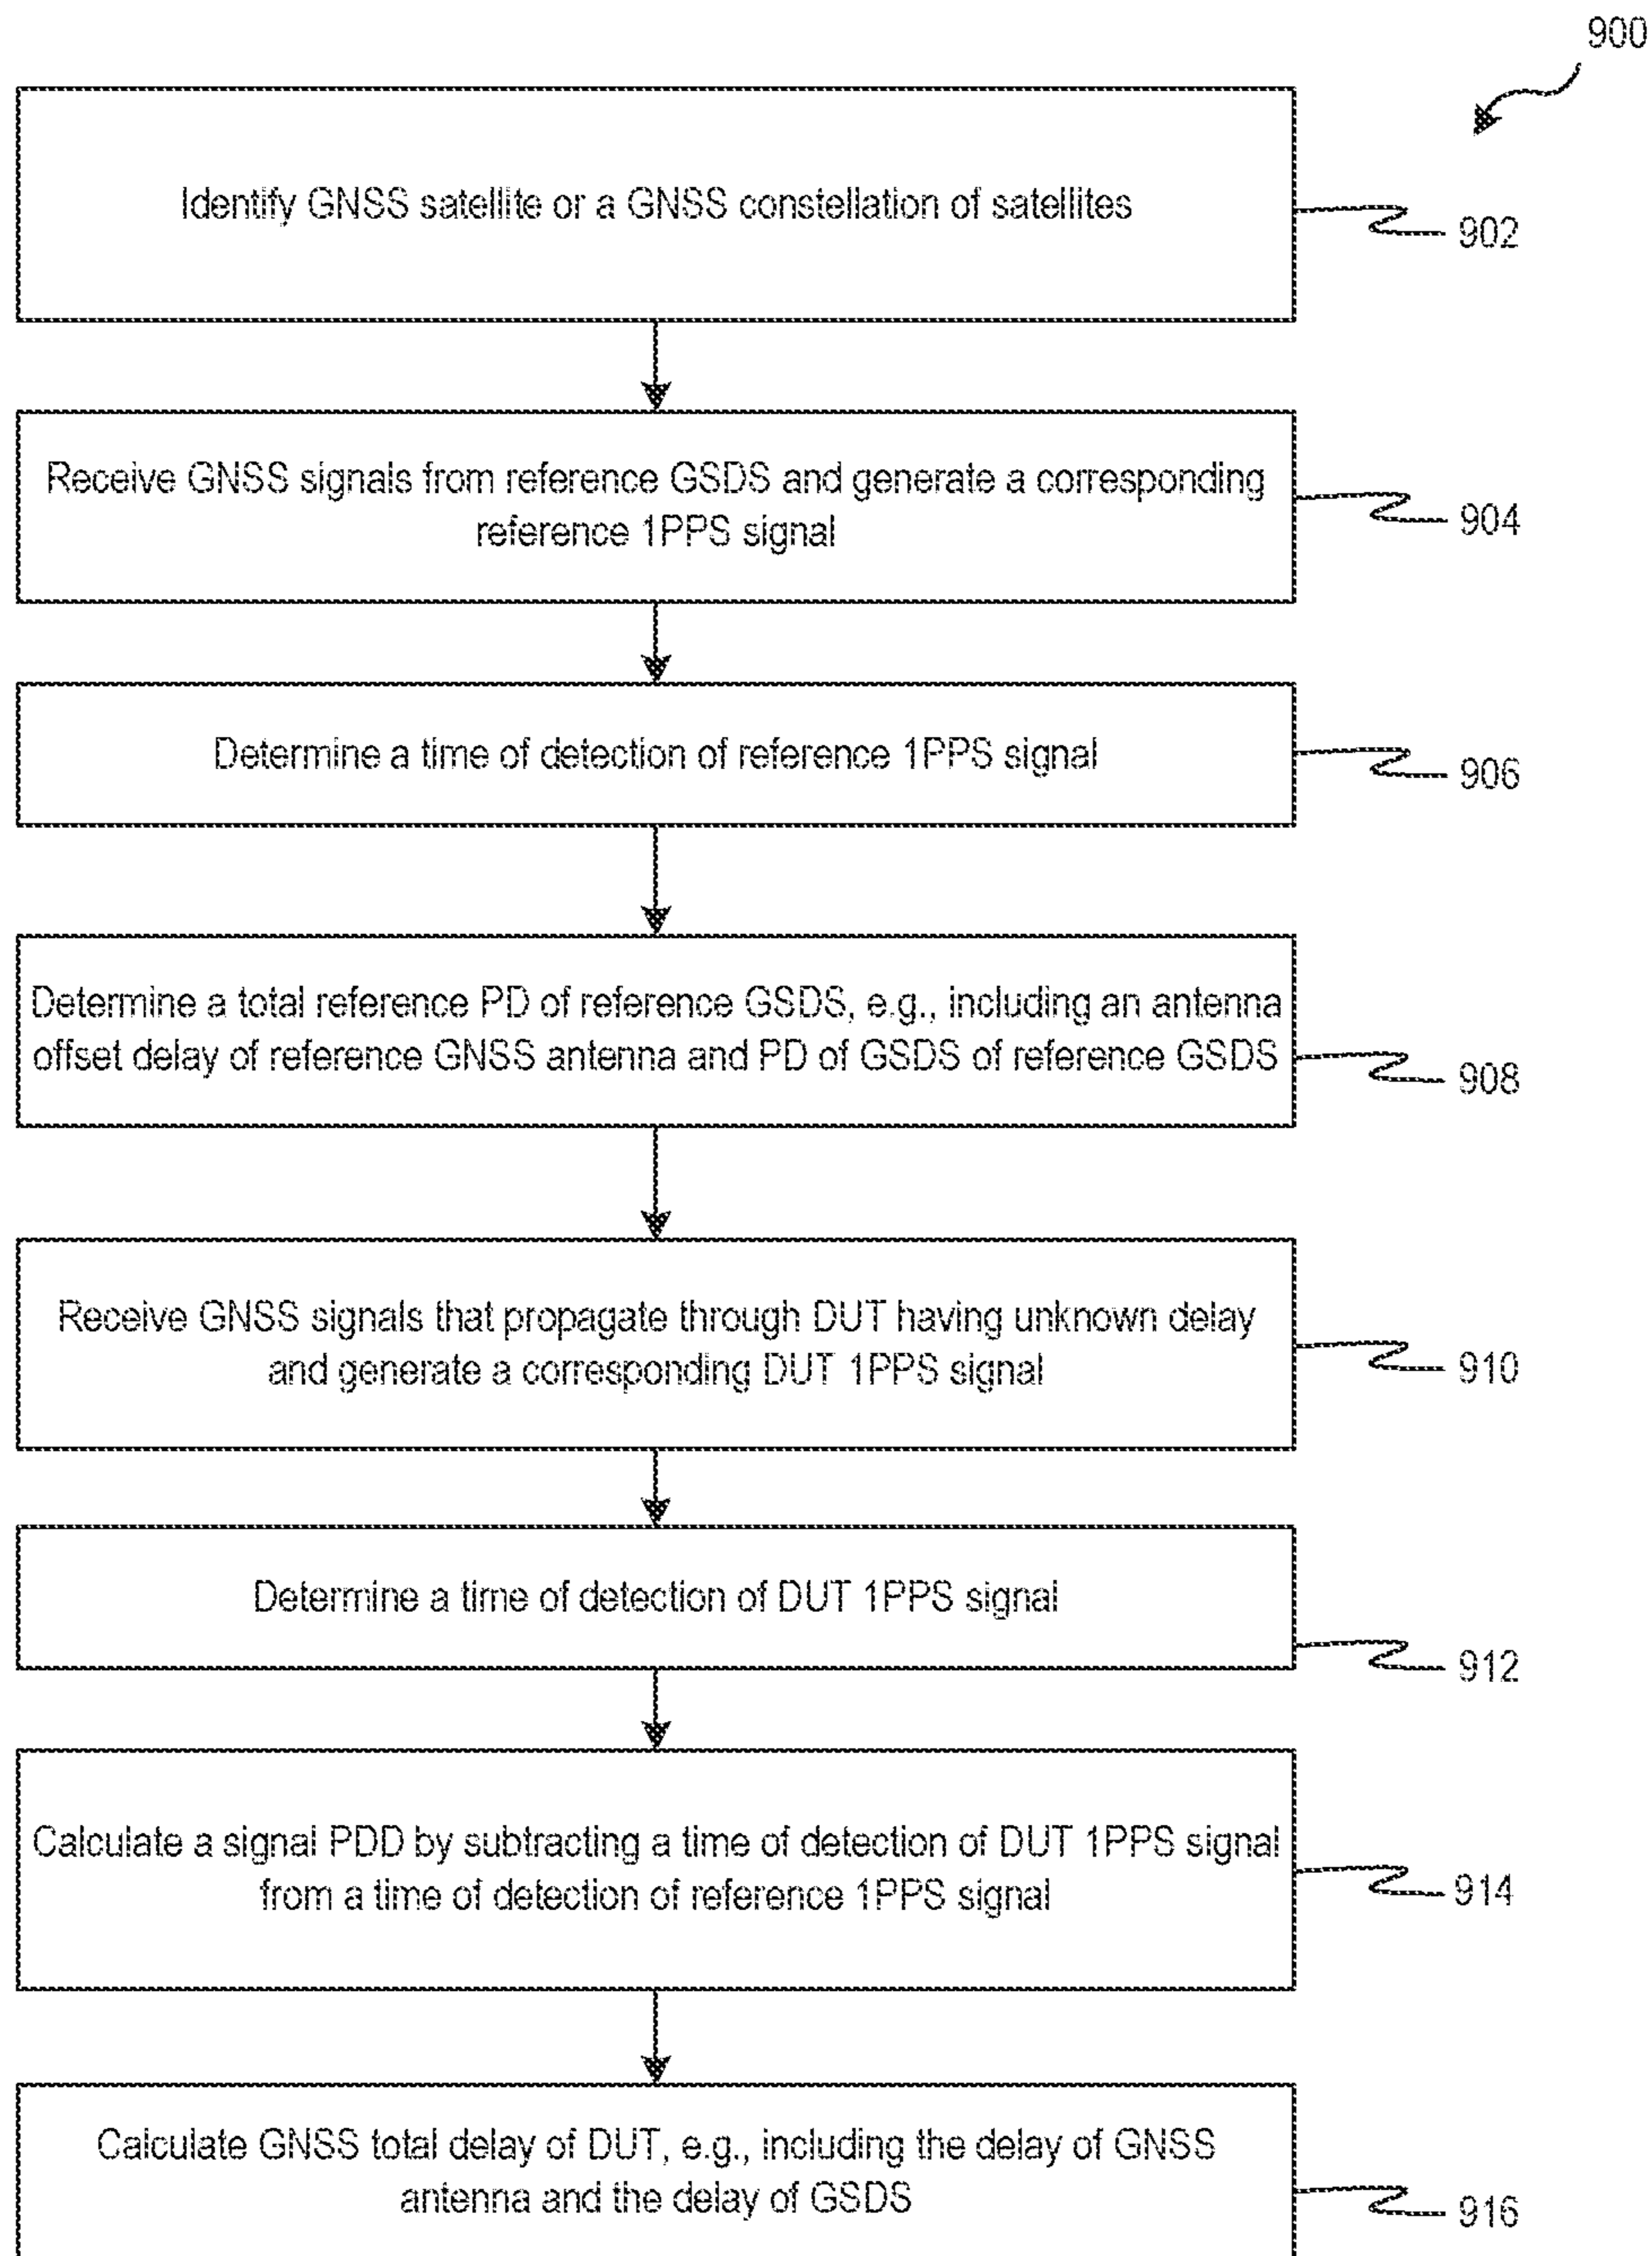 900
Identify GNSS satellite or a GNSS constellation of satellites
902
Receive GNSS signals from reference GSDS and generate a corresponding
reference 1PPS signal
904
Determine a time of detection of reference 1PPS signal
906
Determine a total reference PD of reference GSDS, e.g., including an antenna
offset delay of reference GNSS antenna and PD of GSDS of reference GSDS
908
Receive GNSS signals that propagate through DUT having unknown delay
and generate a corresponding DUT 1PPS signal
910
Determine a time of detection of DUT 1PPS signal
912
Calculate a signal PDD by subtracting a time of detection of DUT 1PPS signal
from a time of detection of reference 1PPS signal
914
Calculate GNSS total delay of DUT, e.g., including the delay of GNSS
antenna and the delay of GSDS
916